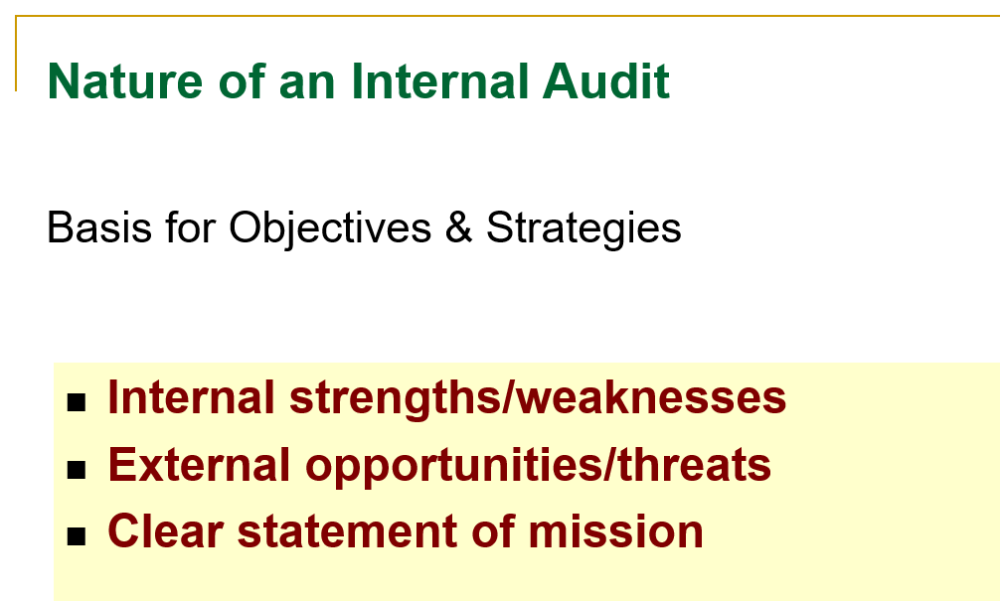 Nature of an Internal Audit
Basis for Objectives & Strategies
■ Internal strengths/weaknesses
■ External opportunities/threats
■ Clear statement of mission